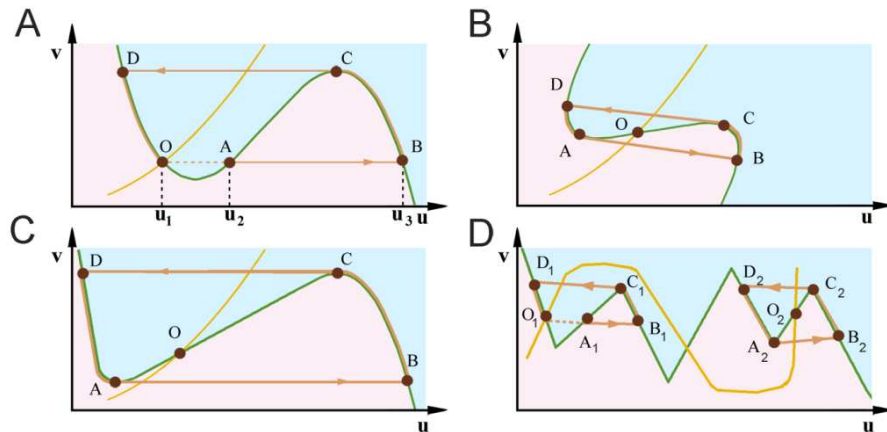 A
v
D
C
O
A
B
u₁
u₂
u₃ u
B
v
D
C
O
A
B
u
C
v
D
C
O
A
B
u
D
v
D₁
C₁
O₁
A₁
B₁
D₂
C₂
O₂
A₂
B₂
u